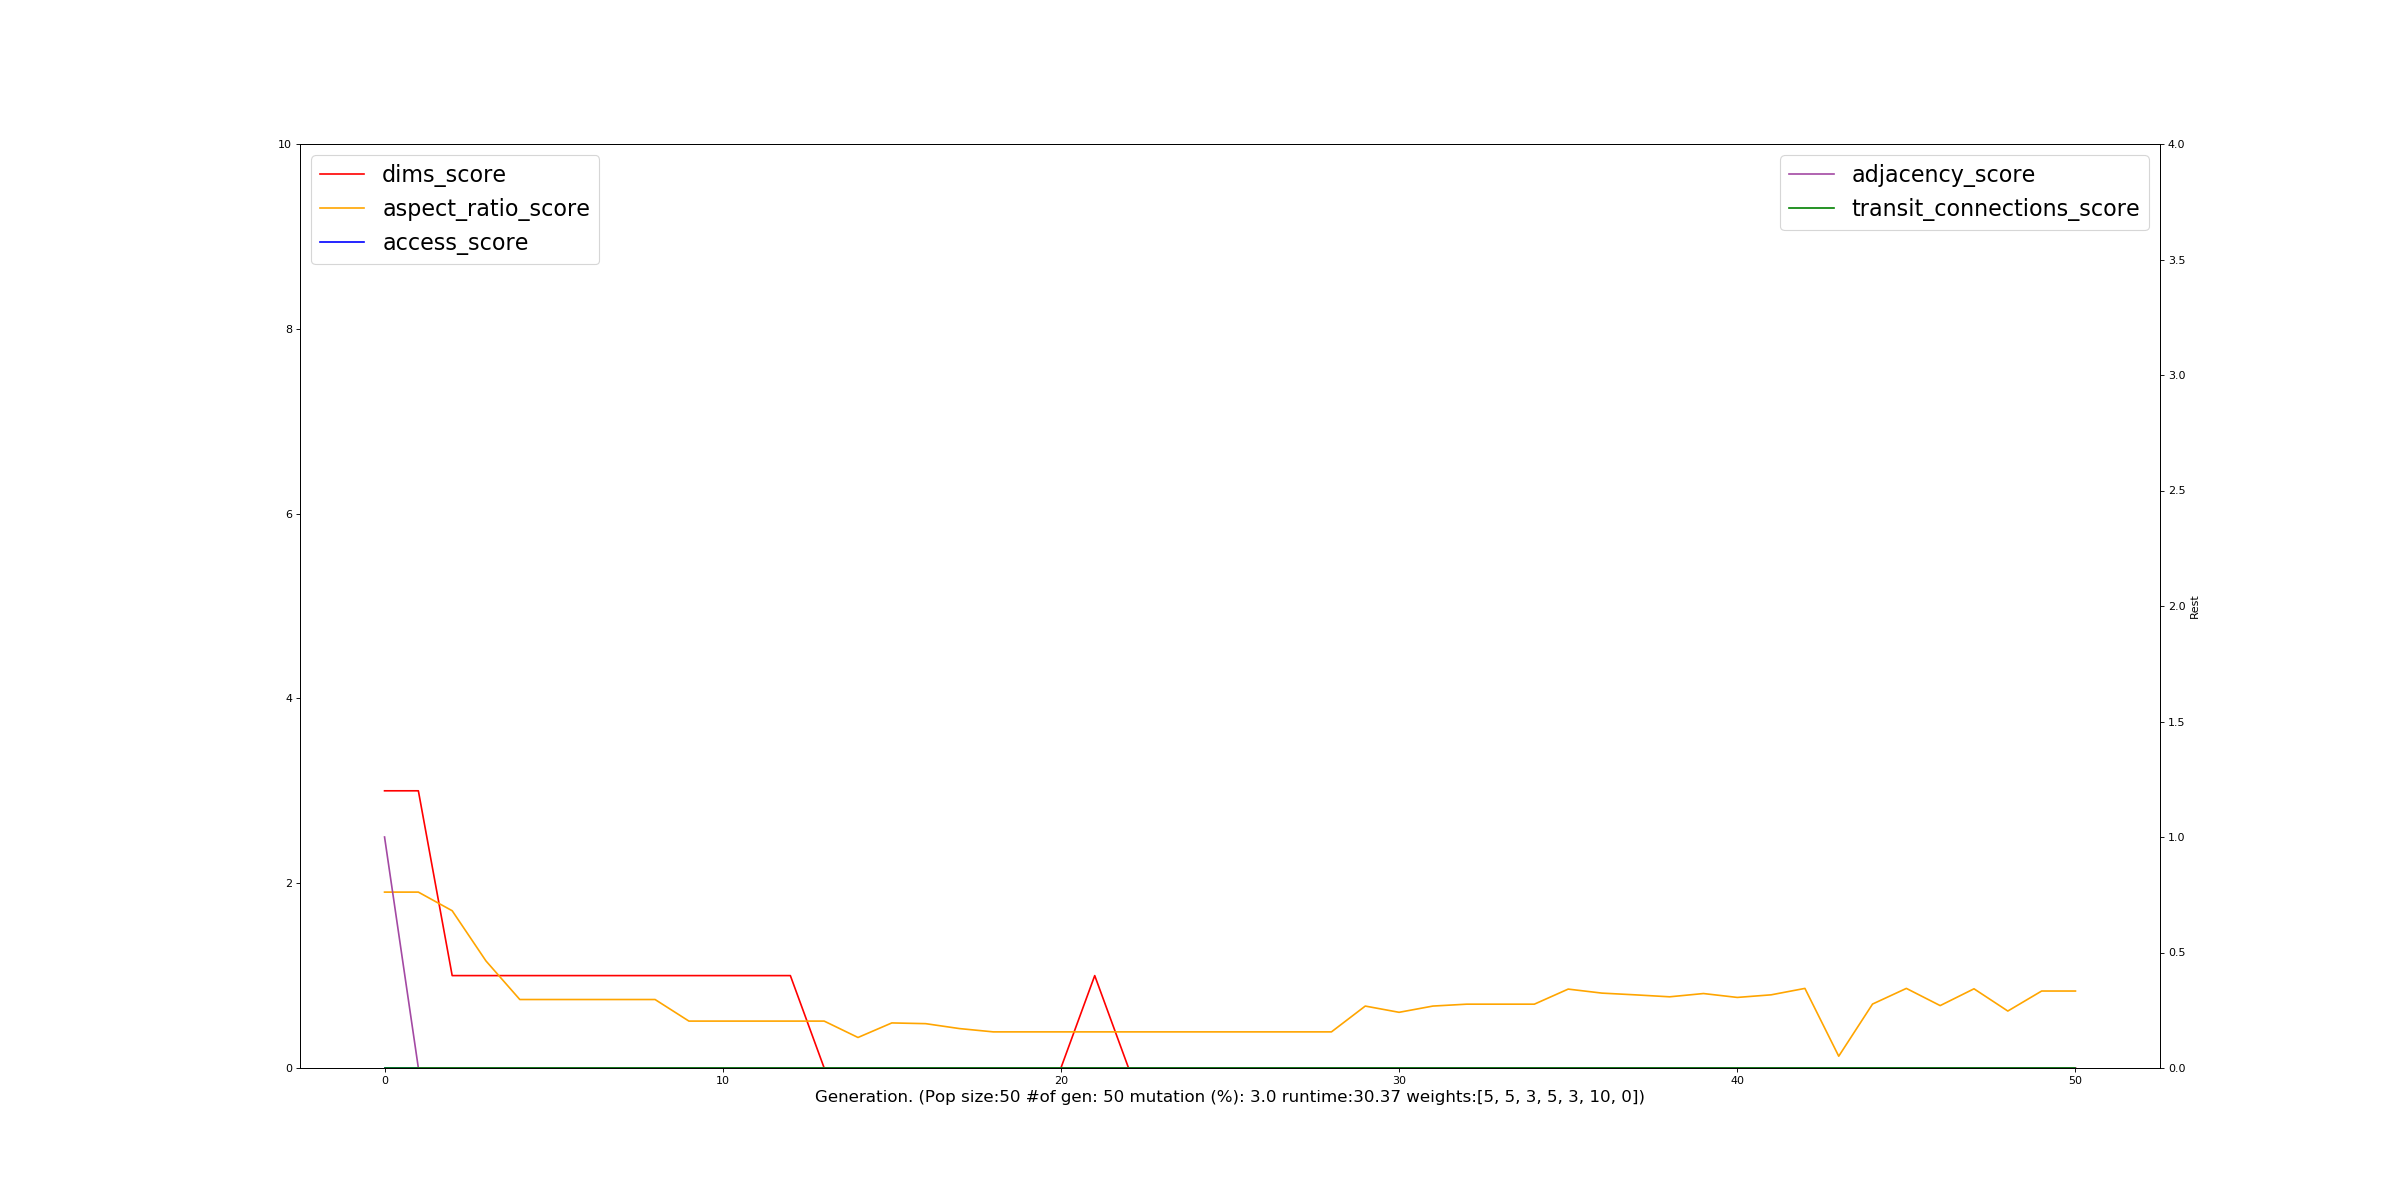 dims_score
aspect_ratio_score
access_score
adjacency_score
transit_connections_score
10
8
6
4
2
0
4.0
3.5
3.0
2.5
2.0
1.5
1.0
0.5
0.0
Rest
0 10 20 30 40 50
Generation. (Pop size:50 #of gen: 50 mutation (%): 3.0 runtime:30.37 weights:[5, 5, 3, 5, 3, 10, 0])